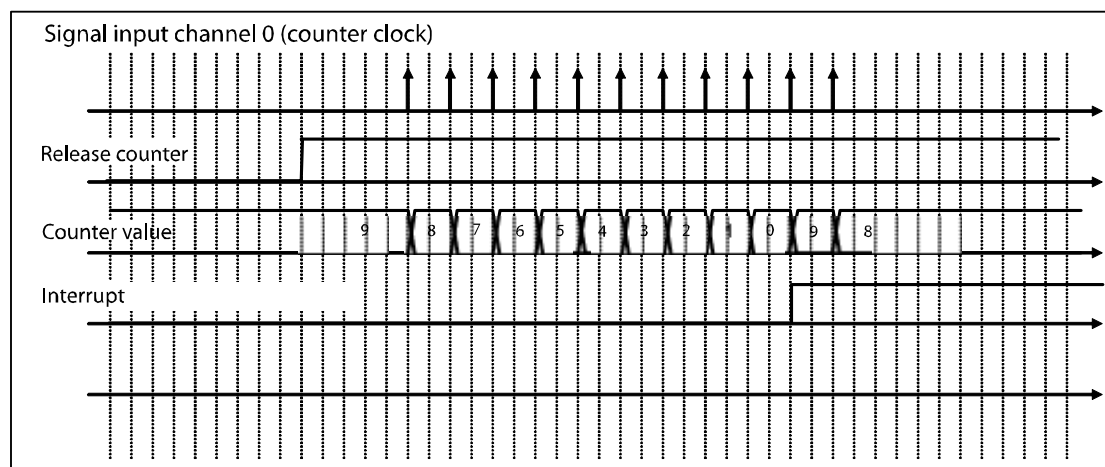 Signal input channel 0 (counter clock)
Release counter
Counter value 9 8 7 6 5 4 3 2 1 0 9 8
Interrupt